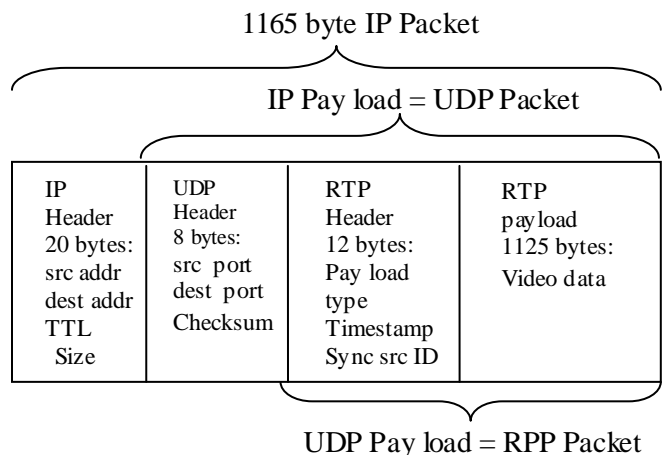 1165 byte IP Packet
IP Pay load = UDP Packet
IP
Header
20 bytes:
src addr
dest addr
TTL
Size
UDP
Header
8 bytes:
src port
dest port
Checksum
RTP
Header
12 bytes:
Pay load
type
Timestamp
Sync src ID
RTP
payload
1125 bytes:
Video data
UDP Pay load = RPP Packet